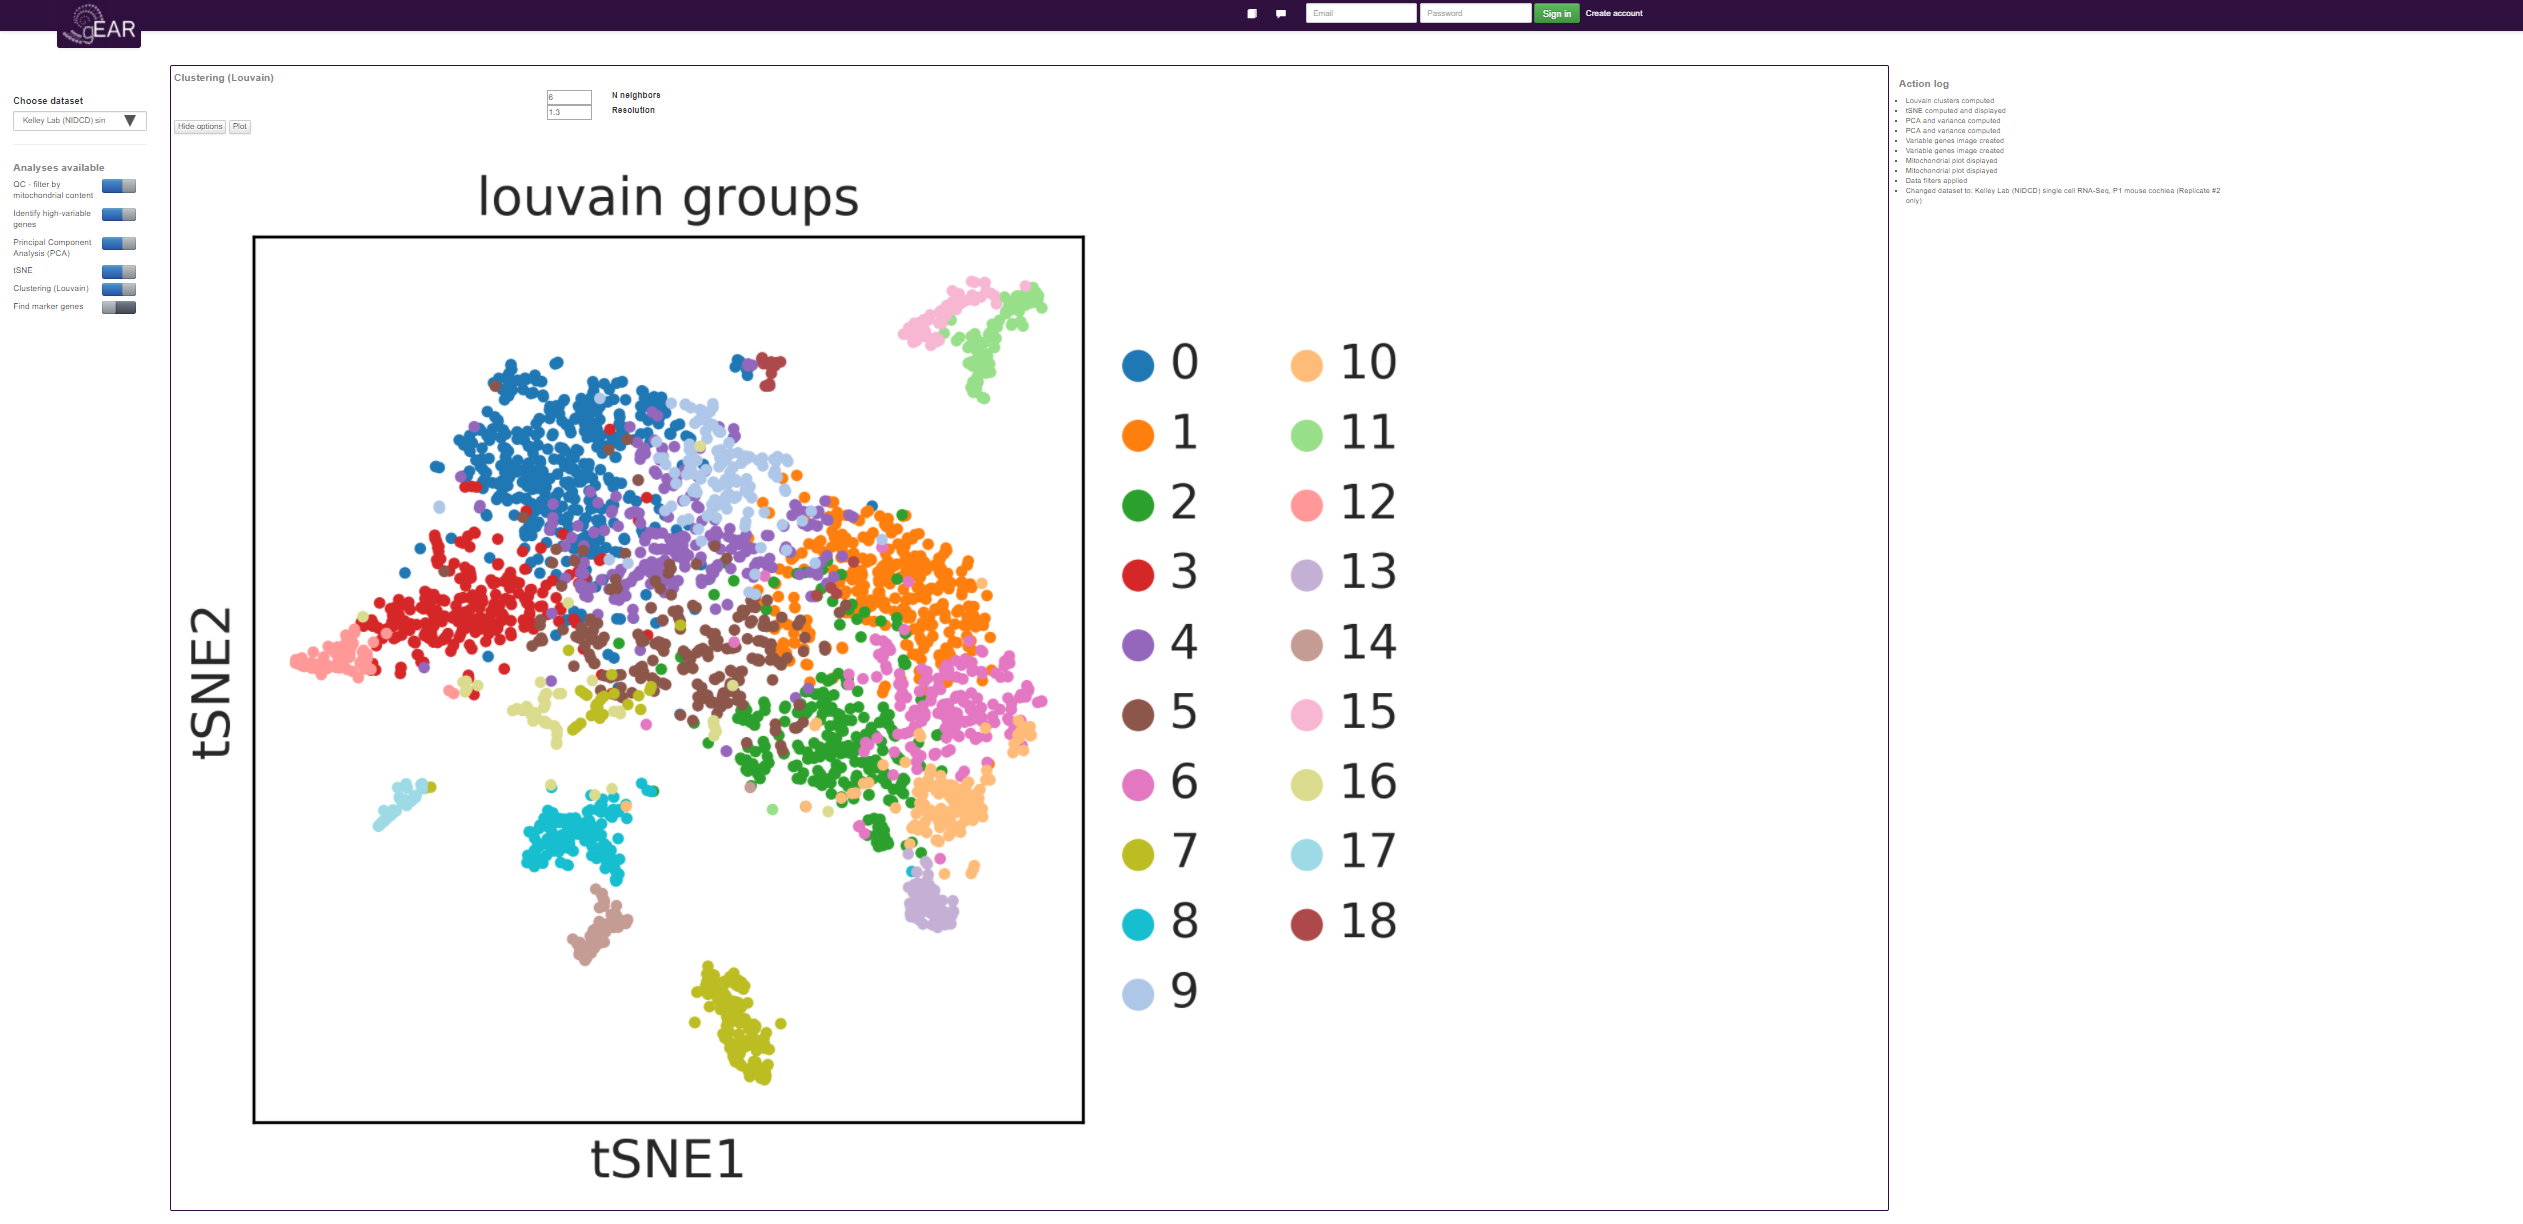 gEAR
Email
Password
Sign in
Create account
Choose dataset
Kelley Lab (NIDCD) sin
Analyses available
QC - filter by
mitochondrial content
Identify high-variable
genes
Principal Component
Analysis (PCA)
tSNE
Clustering (Louvain)
Find marker genes
Clustering (Louvain)
6
N neighbors
1.3
Resolution
Hide options
Plot
louvain groups
tSNE2
tSNE1
0
1
2
3
4
5
6
7
8
9
10
11
12
13
14
15
16
17
18
Action log
Louvain clusters computed
tSNE computed and displayed
PCA and variance computed
PCA and variance computed
Variable genes image created
Variable genes image created
Mitochondrial plot displayed
Mitochondrial plot displayed
Data filters applied
Changed dataset to: Kelley Lab (NIDCD) single cell RNA-Seq, P1 mouse cochlea (Replicate #2
only)